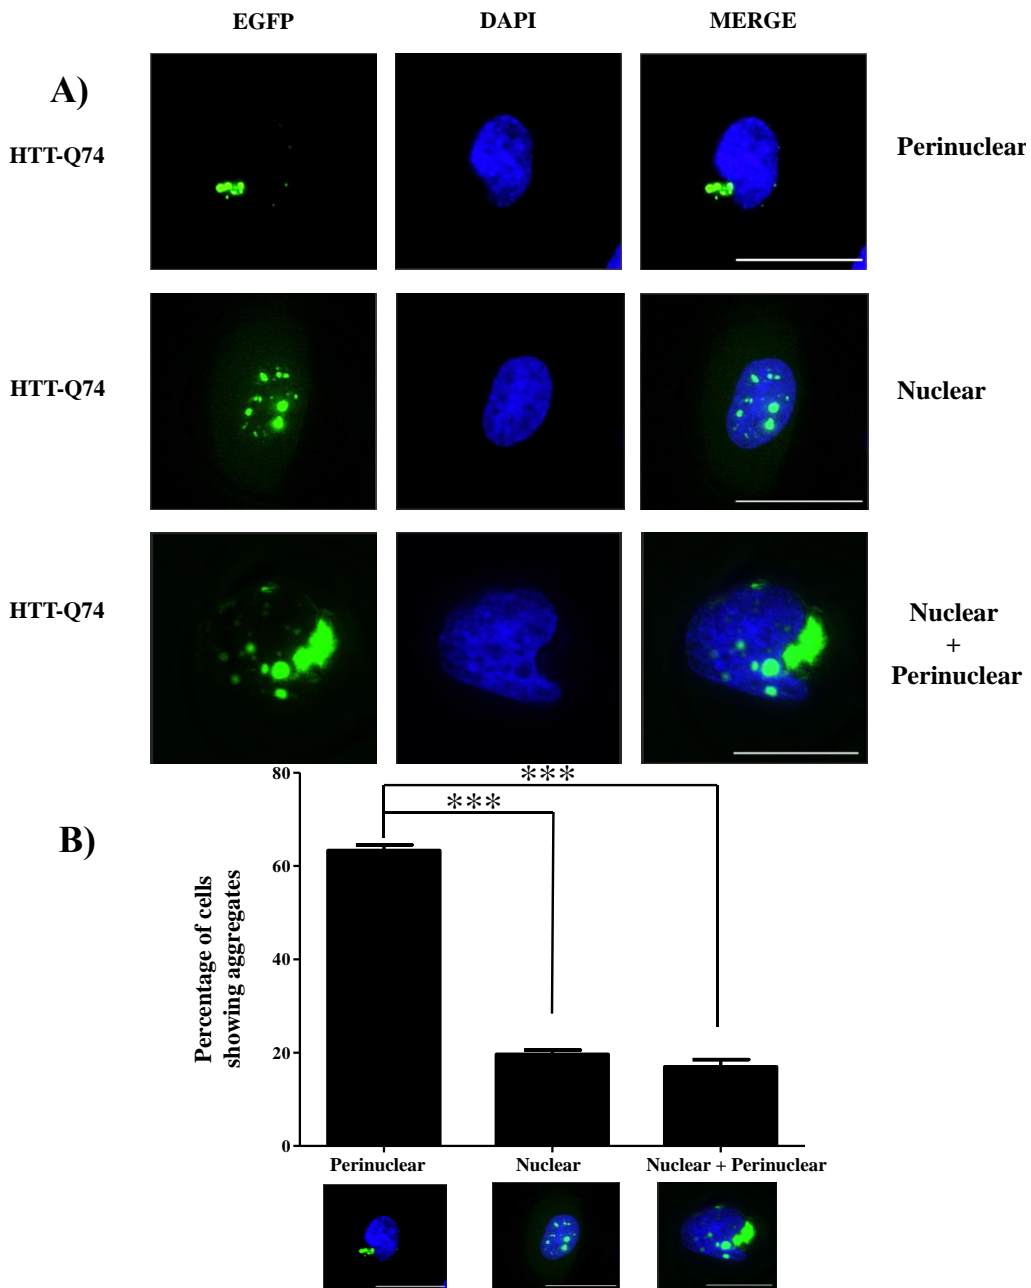 EGFP DAPI MERGE
A)
HTT-Q74
Perinuclear
HTT-Q74
Nuclear
HTT-Q74
Nuclear
+
Perinuclear
B)
Percentage of cells
showing aggregates
80
60
40
20
0
***
***
Perinuclear Nuclear Nuclear + Perinuclear